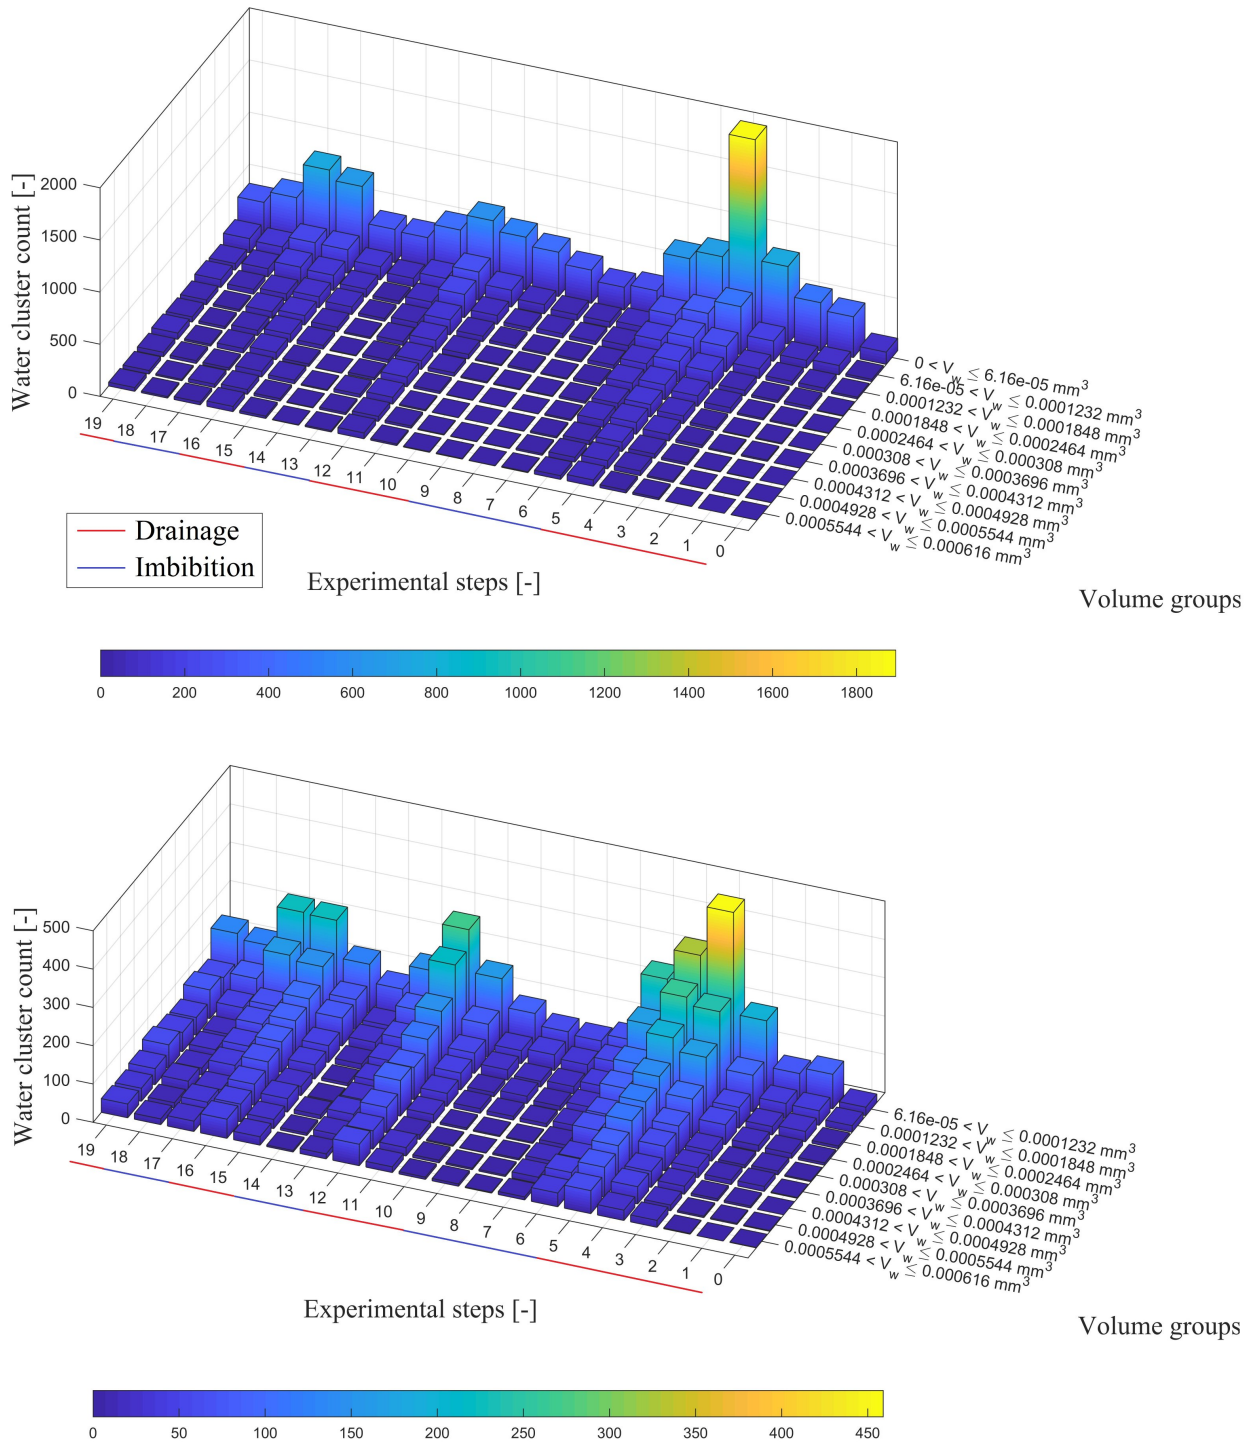 2000
1500
1000
500
0
Water cluster count [-]
19
18
17
16
15
14
13
12
11
10
9
8
7
6
5
4
3
2
1
0
0 < V_w ≤ 6.16e-05 mm³
6.16e-05 < V_w ≤ 0.0001232 mm³
0.0001232 < V_w ≤ 0.0001848 mm³
0.0001848 < V_w ≤ 0.0002464 mm³
0.0002464 < V_w ≤ 0.000308 mm³
0.000308 < V_w ≤ 0.0003696 mm³
0.0003696 < V_w ≤ 0.0004312 mm³
0.0004312 < V_w ≤ 0.0004928 mm³
0.0004928 < V_w ≤ 0.0005544 mm³
0.0005544 < V_w ≤ 0.000616 mm³
Drainage
Imbibition
Experimental steps [-]
Volume groups
0 200 400 600 800 1000 1200 1400 1600 1800
500
400
300
200
100
0
Water cluster count [-]
19
18
17
16
15
14
13
12
11
10
9
8
7
6
5
4
3
2
1
0
6.16e-05 < V_w ≤ 0.0001232 mm³
0.0001232 < V_w ≤ 0.0001848 mm³
0.0001848 < V_w ≤ 0.0002464 mm³
0.0002464 < V_w ≤ 0.000308 mm³
0.000308 < V_w ≤ 0.0003696 mm³
0.0003696 < V_w ≤ 0.0004312 mm³
0.0004312 < V_w ≤ 0.0004928 mm³
0.0004928 < V_w ≤ 0.0005544 mm³
0.0005544 < V_w ≤ 0.000616 mm³
Experimental steps [-]
Volume groups
0 50 100 150 200 250 300 350 400 450